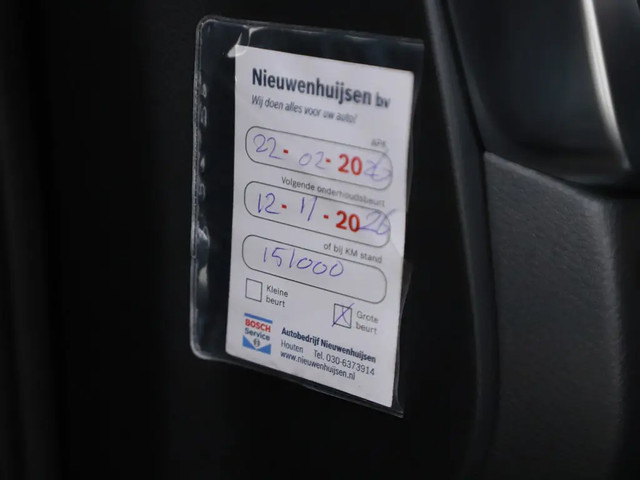 Nieuwenhuijsen bv
Wij doen alles voor uw auto!
APK
22-02-2026
Volgende onderhoudsbeurt
12-11-2026
of bij KM stand
151000
Kleine
beurt
Grote
beurt
BOSCH
Service
Autobedrijf Nieuwenhuijsen
Houten Tel. 030-6373914
www.nieuwenhuijsen.nl